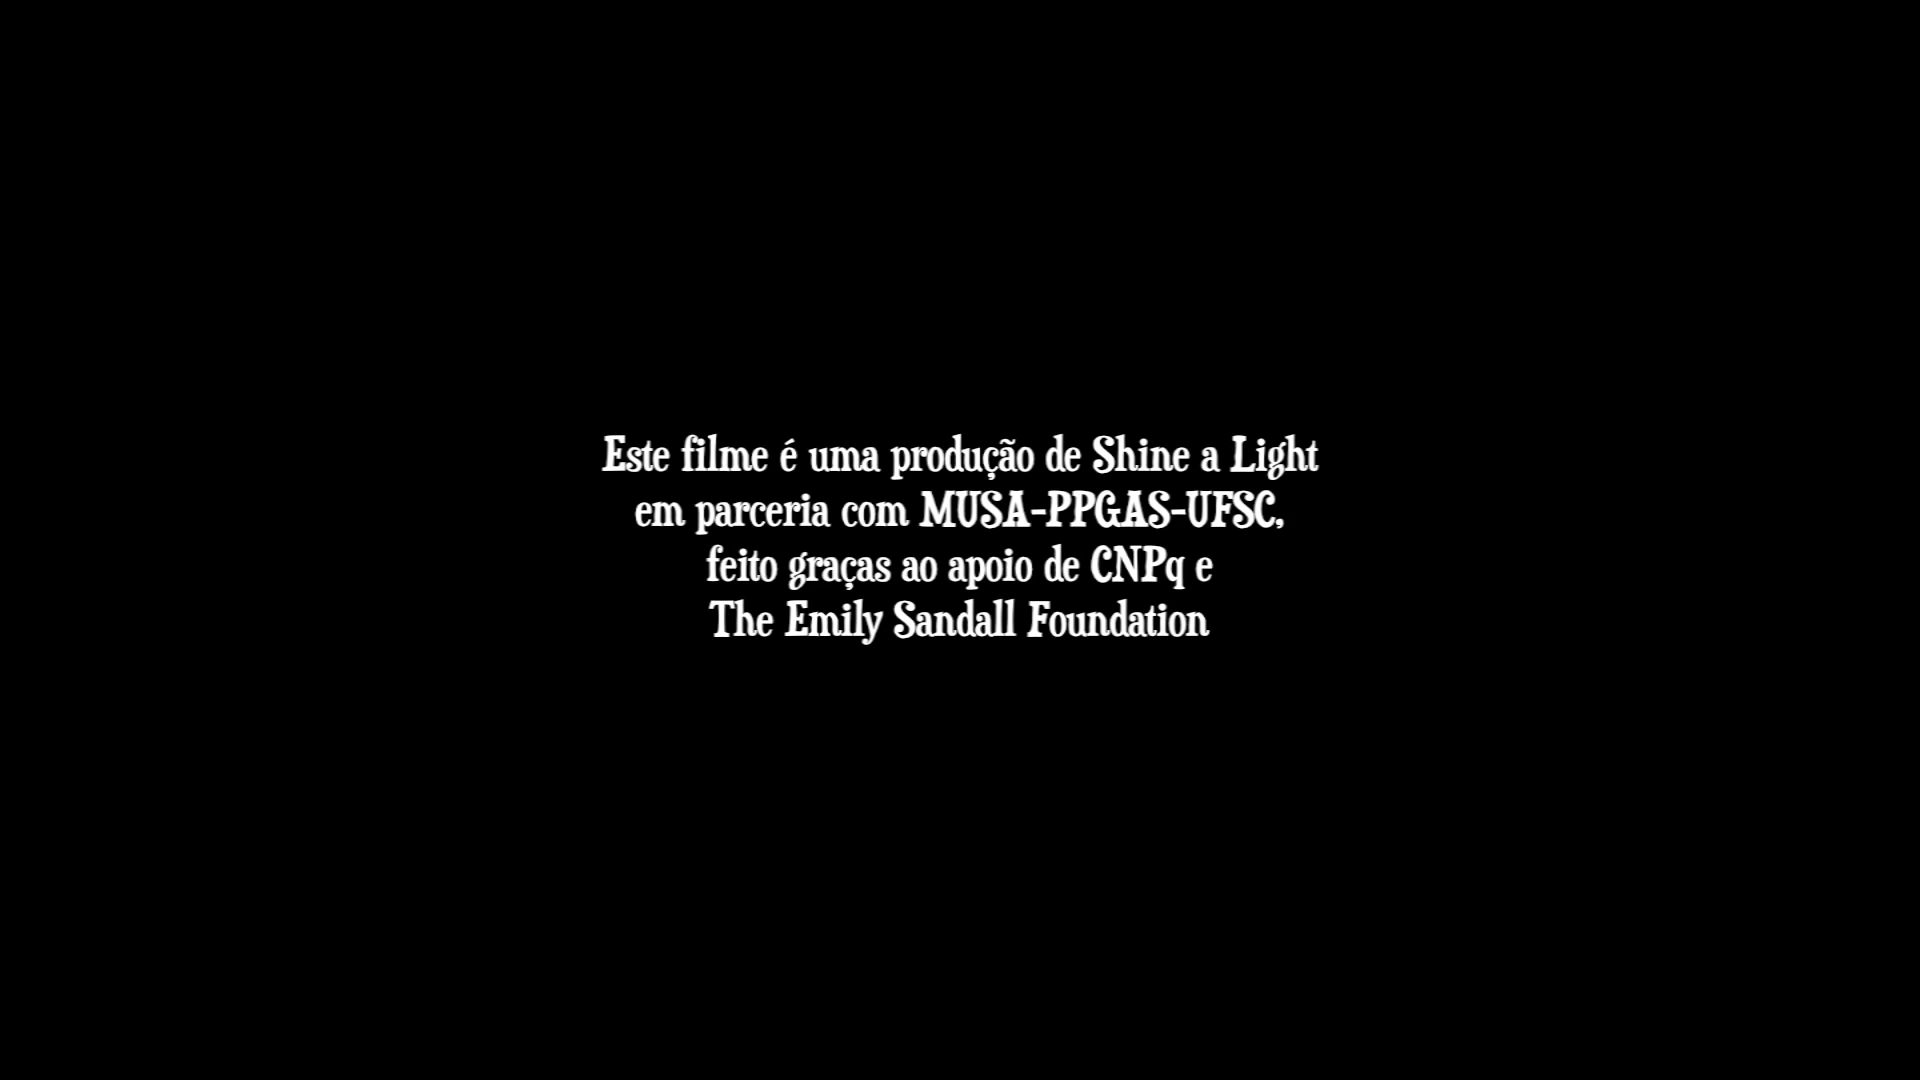 Este filme é uma produção de Shine a Light
em parceria com MUSA-PPGAS-UFSC,
feito graças ao apoio de CNPq e
The Emily Sandall Foundation